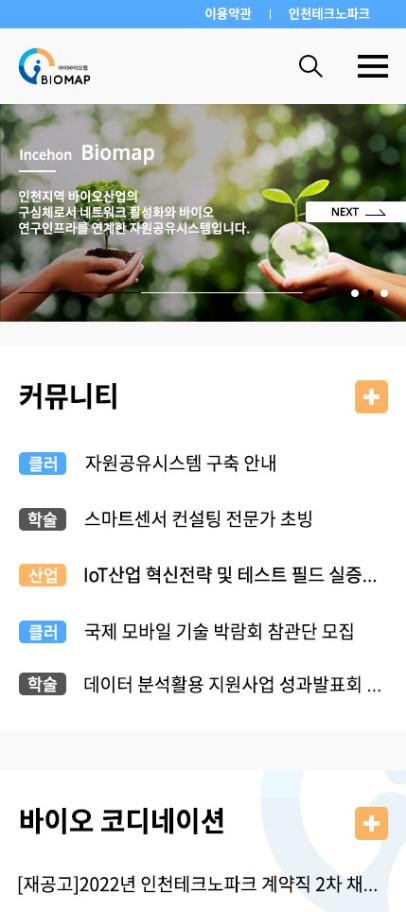 이용약관 | 인천테크노파크
아이바이오맵
BIOMAP
Incehon Biomap
인천지역 바이오산업의
구심체로서 네트워크 활성화와 바이오
연구인프라를 연계한 자원공유시스템입니다.
NEXT
커뮤니티
클러 자원공유시스템 구축 안내
학술 스마트센서 컨설팅 전문가 초빙
산업 IoT산업 혁신전략 및 테스트 필드 실증...
클러 국제 모바일 기술 박람회 참관단 모집
학술 데이터 분석활용 지원사업 성과발표회 ...
바이오 코디네이션
[재공고]2022년 인천테크노파크 계약직 2차 채...